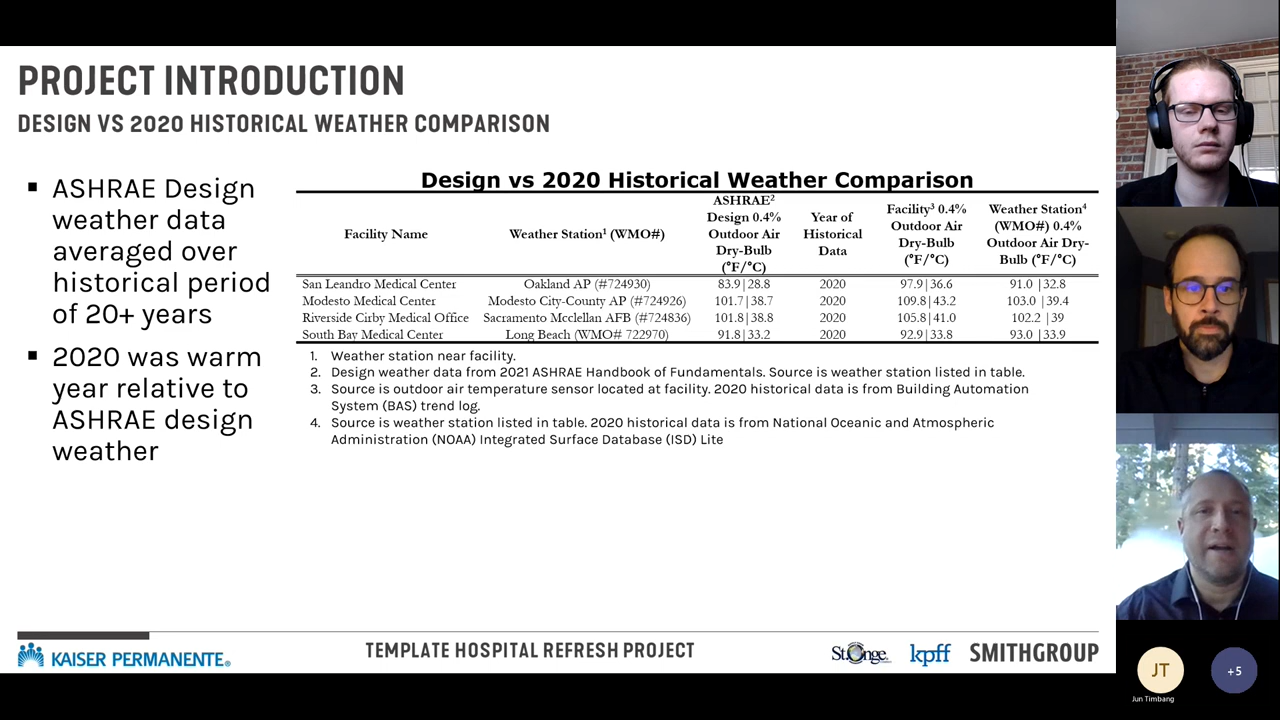 PROJECT INTRODUCTION
DESIGN VS 2020 HISTORICAL WEATHER COMPARISON
▪ ASHRAE Design
weather data
averaged over
historical period
of 20+ years
▪ 2020 was warm
year relative to
ASHRAE design
weather
Design vs 2020 Historical Weather Comparison
Facility Name
Weather Station¹ (WMO#)
ASHRAE²
Design 0.4%
Outdoor Air
Dry-Bulb
(°F/°C)
Year of
Historical
Data
Facility³ 0.4%
Outdoor Air
Dry-Bulb
(°F/°C)
Weather Station⁴
(WMO#) 0.4%
Outdoor Air Dry-
Bulb (°F/°C)
San Leandro Medical Center Oakland AP (#724930) 83.9|28.8 2020 97.9|36.6 91.0 |32.8
Modesto Medical Center Modesto City-County AP (#724926) 101.7|38.7 2020 109.8|43.2 103.0 |39.4
Riverside Cirby Medical Office Sacramento Mcclellan AFB (#724836) 101.8|38.8 2020 105.8|41.0 102.2 |39
South Bay Medical Center Long Beach (WMO# 722970) 91.8|33.2 2020 92.9|33.8 93.0 |33.9
1. Weather station near facility.
2. Design weather data from 2021 ASHRAE Handbook of Fundamentals. Source is weather station listed in table.
3. Source is outdoor air temperature sensor located at facility. 2020 historical data is from Building Automation
System (BAS) trend log.
4. Source is weather station listed in table. 2020 historical data is from National Oceanic and Atmospheric
Administration (NOAA) Integrated Surface Database (ISD) Lite
KAISER PERMANENTE®
TEMPLATE HOSPITAL REFRESH PROJECT
St.Onge
kpff
SMITHGROUP
JT
Jun Timbang
+5